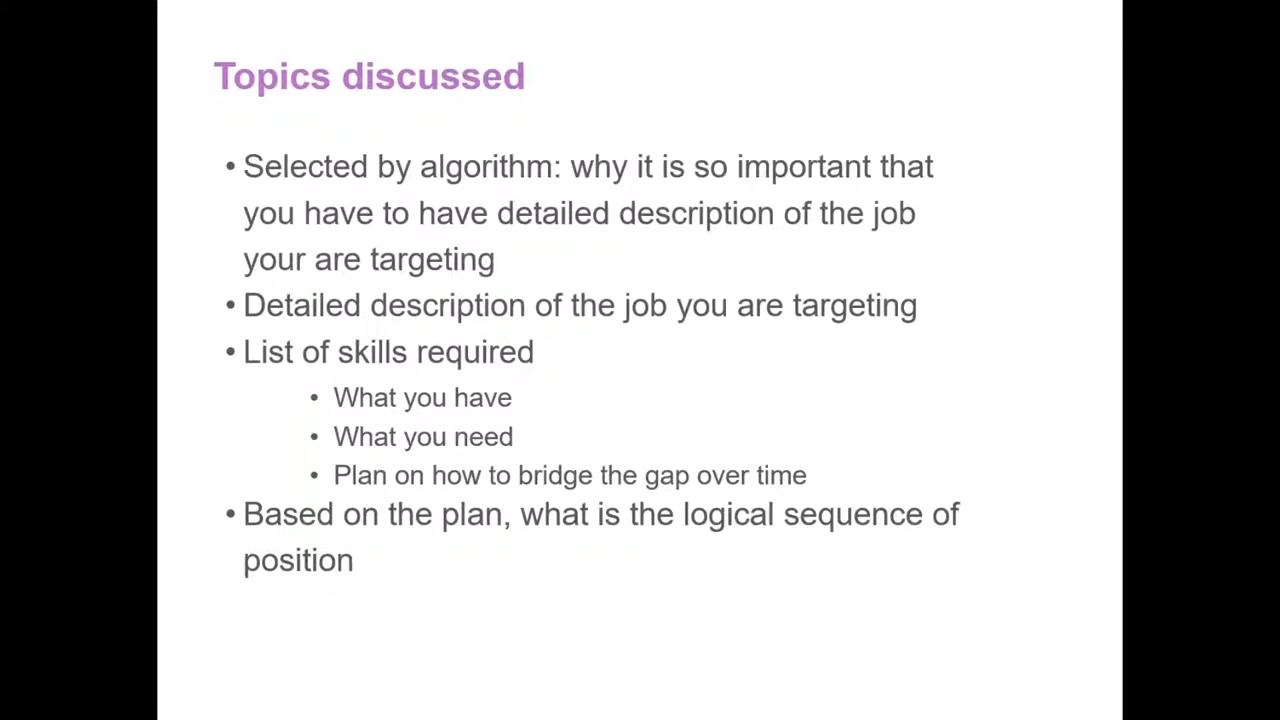 Topics discussed
• Selected by algorithm: why it is so important that
you have to have detailed description of the job
your are targeting
• Detailed description of the job you are targeting
• List of skills required
• What you have
• What you need
• Plan on how to bridge the gap over time
• Based on the plan, what is the logical sequence of
position